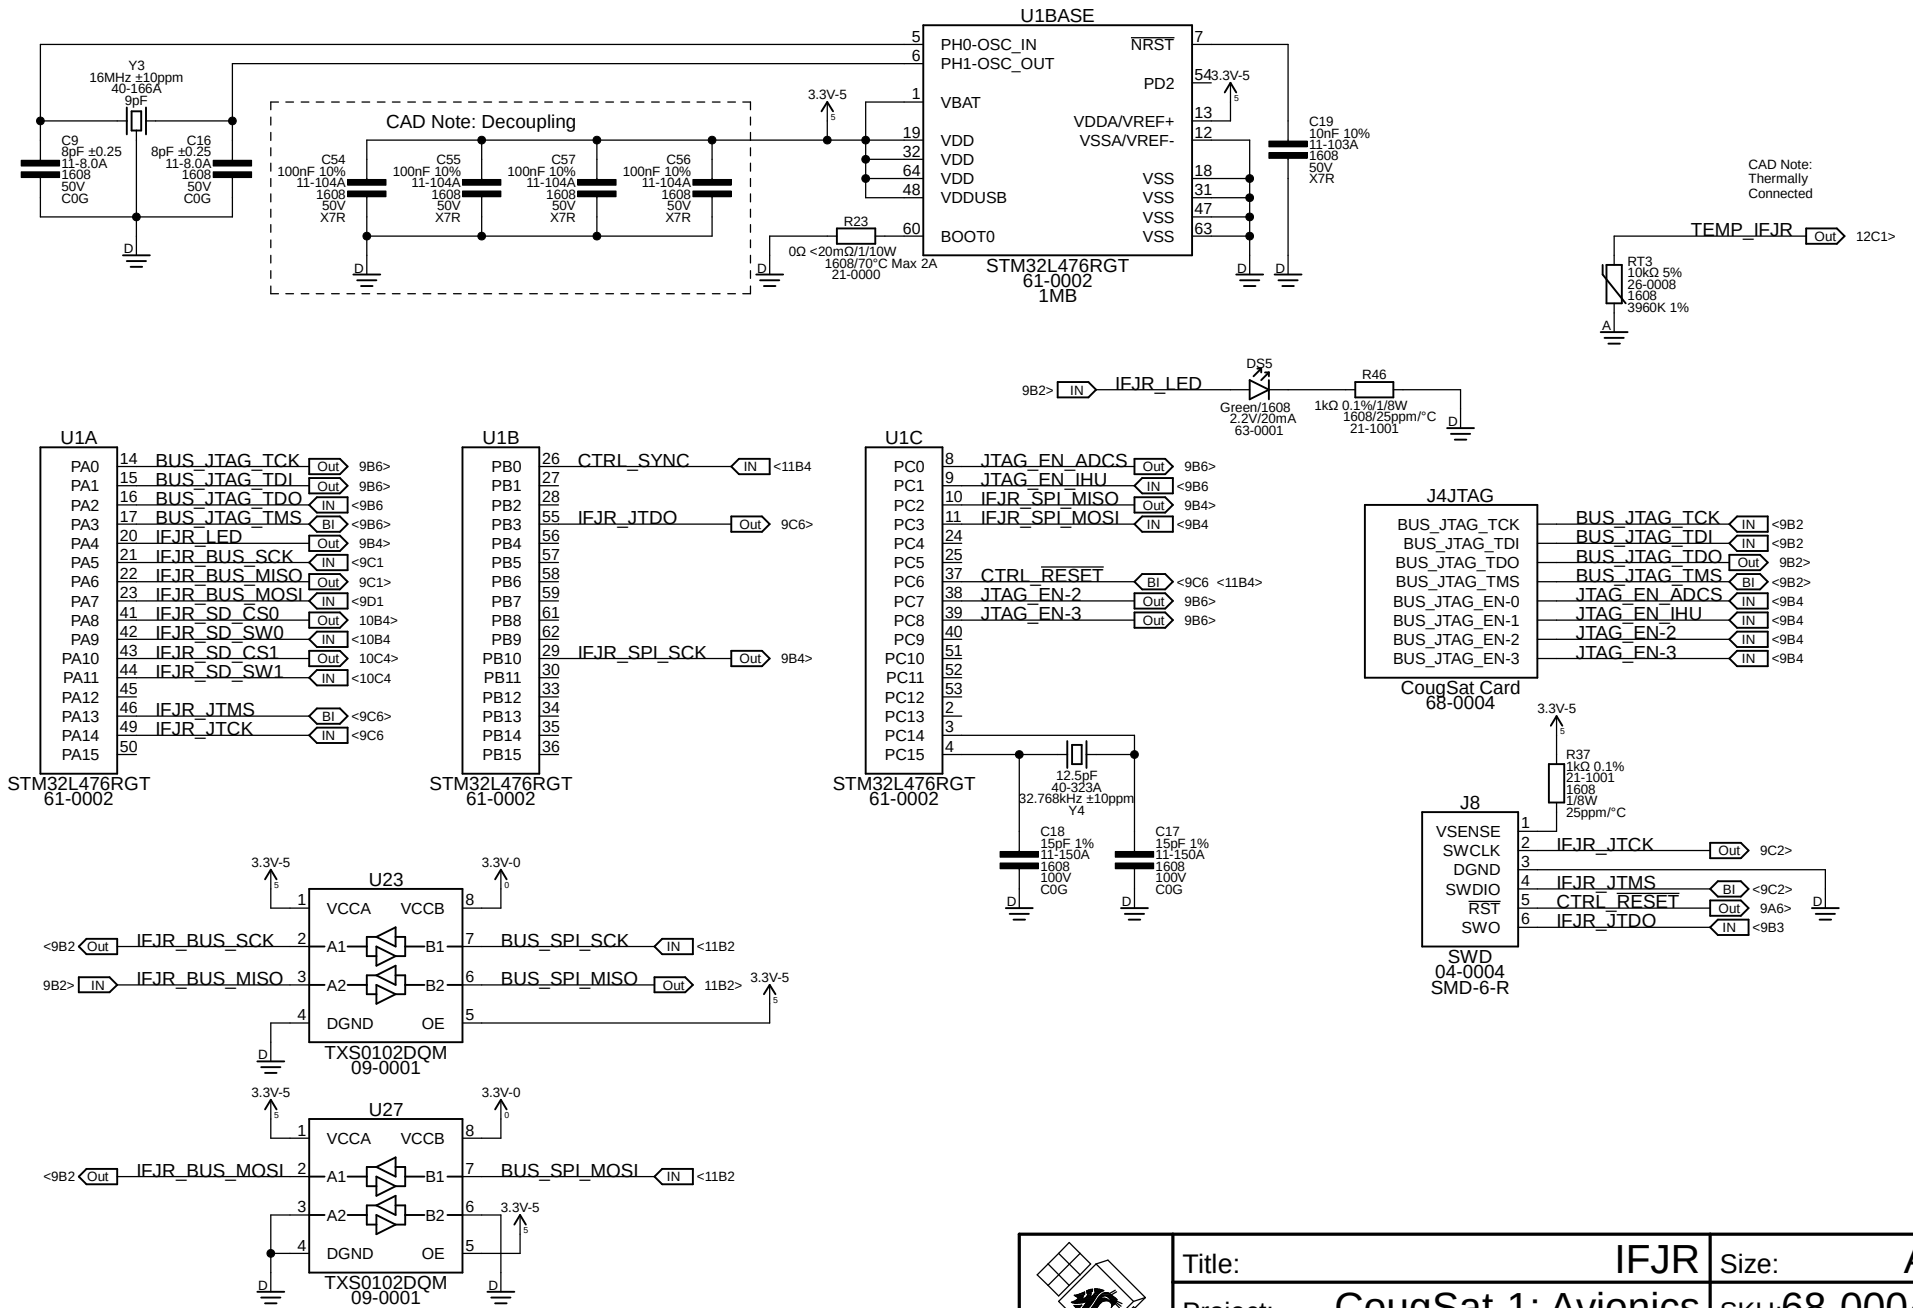 U1BASE
5 PH0-OSC_IN
6 PH1-OSC_OUT
1 VBAT
19 VDD
32 VDD
64 VDD
48 VDDUSB
60 BOOT0
NRST 7
PD2 54
3.3V-5
5
VDDA/VREF+ 13
VSSA/VREF- 12
VSS 18
VSS 31
VSS 47
VSS 63
STM32L476RGT
61-0002
1MB
Y3
16MHz ±10ppm
40-166A
9pF
C9
8pF ±0.25
11-8.0A
1608
50V
C0G
C16
8pF ±0.25
11-8.0A
1608
50V
C0G
D
CAD Note: Decoupling
C54
100nF 10%
11-104A
1608
50V
X7R
C55
100nF 10%
11-104A
1608
50V
X7R
C57
100nF 10%
11-104A
1608
50V
X7R
C56
100nF 10%
11-104A
1608
50V
X7R
D
3.3V-5
5
R23
0Ω <20mΩ/1/10W
1608/70°C Max 2A
21-0000
D
C19
10nF 10%
11-103A
1608
50V
X7R
D
D
CAD Note:
Thermally
Connected
TEMP_IFJR Out 12C1>
RT3
10kΩ 5%
26-0008
1608
3960K 1%
A
9B2> IN IFJR_LED
DS5
Green/1608
2.2V/20mA
63-0001
R46
1kΩ 0.1%/1/8W
1608/25ppm/°C
21-1001
D
U1A
PA0 14 BUS_JTAG_TCK Out 9B6>
PA1 15 BUS_JTAG_TDI Out 9B6>
PA2 16 BUS_JTAG_TDO IN <9B6
PA3 17 BUS_JTAG_TMS BI <9B6>
PA4 20 IFJR_LED Out 9B4>
PA5 21 IFJR_BUS_SCK IN <9C1
PA6 22 IFJR_BUS_MISO Out 9C1>
PA7 23 IFJR_BUS_MOSI IN <9D1
PA8 41 IFJR_SD_CS0 Out 10B4>
PA9 42 IFJR_SD_SW0 IN <10B4
PA10 43 IFJR_SD_CS1 Out 10C4>
PA11 44 IFJR_SD_SW1 IN <10C4
PA12 45
PA13 46 IFJR_JTMS BI <9C6>
PA14 49 IFJR_JTCK IN <9C6
PA15 50
STM32L476RGT
61-0002
U1B
PB0 26 CTRL_SYNC IN <11B4
PB1 27
PB2 28
PB3 55 IFJR_JTDO Out 9C6>
PB4 56
PB5 57
PB6 58
PB7 59
PB8 61
PB9 62
PB10 29 IFJR_SPI_SCK Out 9B4>
PB11 30
PB12 33
PB13 34
PB14 35
PB15 36
STM32L476RGT
61-0002
U1C
PC0 8 JTAG_EN_ADCS Out 9B6>
PC1 9 JTAG_EN_IHU IN <9B6
PC2 10 IFJR_SPI_MISO Out 9B4>
PC3 11 IFJR_SPI_MOSI IN <9B4
PC4 24
PC5 25
PC6 37 CTRL_RESET BI <9C6 <11B4>
PC7 38 JTAG_EN-2 Out 9B6>
PC8 39 JTAG_EN-3 Out 9B6>
PC9 40
PC10 51
PC11 52
PC12 53
PC13 2
PC14 3
PC15 4
STM32L476RGT
61-0002
12.5pF
40-323A
32.768kHz ±10ppm
Y4
C18
15pF 1%
11-150A
1608
100V
C0G
D
C17
15pF 1%
11-150A
1608
100V
C0G
D
J4JTAG
BUS_JTAG_TCK BUS_JTAG_TCK IN <9B2
BUS_JTAG_TDI BUS_JTAG_TDI IN <9B2
BUS_JTAG_TDO BUS_JTAG_TDO Out 9B2>
BUS_JTAG_TMS BUS_JTAG_TMS BI <9B2>
BUS_JTAG_EN-0 JTAG_EN_ADCS IN <9B4
BUS_JTAG_EN-1 JTAG_EN_IHU IN <9B4
BUS_JTAG_EN-2 JTAG_EN-2 IN <9B4
BUS_JTAG_EN-3 JTAG_EN-3 IN <9B4
CougSat Card
68-0004
3.3V-5
5
R37
1kΩ 0.1%
21-1001
1608
1/8W
25ppm/°C
J8
VSENSE 1
SWCLK 2 IFJR_JTCK Out 9C2>
DGND 3
SWDIO 4 IFJR_JTMS BI <9C2>
RST 5 CTRL_RESET Out 9A6>
SWO 6 IFJR_JTDO IN <9B3
D
SWD
04-0004
SMD-6-R
3.3V-5
5
3.3V-0
0
U23
1 VCCA VCCB 8
<9B2 Out IFJR_BUS_SCK 2 A1 B1 7 BUS_SPI_SCK IN <11B2
9B2> IN IFJR_BUS_MISO 3 A2 B2 6 BUS_SPI_MISO Out 11B2>
3.3V-5
5
4 DGND OE 5
D
TXS0102DQM
09-0001
3.3V-5
5
3.3V-0
0
U27
1 VCCA VCCB 8
<9B2 Out IFJR_BUS_MOSI 2 A1 B1 7 BUS_SPI_MOSI IN <11B2
3 A2 B2 6
3.3V-5
5
4 DGND OE 5
D
D
TXS0102DQM
09-0001
Title: IFJR
Size:
Project: CougSat 1: Avionics
SKU: